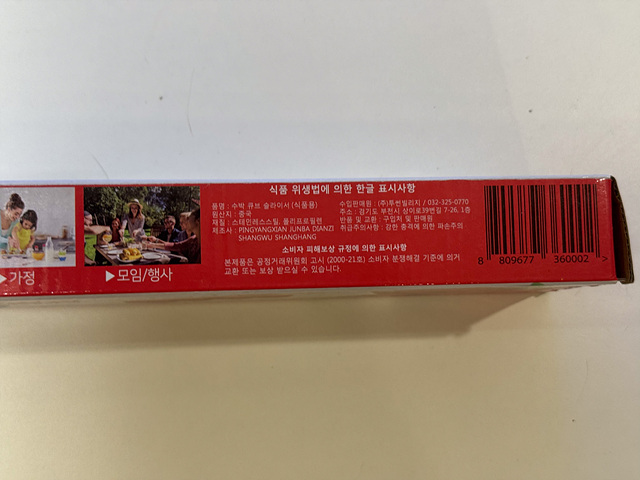 식품 위생법에 의한 한글 표시사항
품명 : 수박 큐브 슬라이서(식품용)
원산지 : 중국
재질 : 스테인레스스틸, 폴리프로필렌
제조사 : PINGYANGXIAN JUNBA DIANZI
SHANGWU SHANGHANG
수입판매원 : (주)투썬빌리지 / 032-325-0770
주소 : 경기도 부천시 상이로39번길 7-26, 1층
반품 및 교환 : 구입처 및 판매원
취급주의사항 : 강한 충격에 의한 파손주의
소비자 피해보상 규정에 의한 표시사항
본제품은 공정거래위원회 고시 (2000-21호) 소비자 분쟁해결 기준에 의거
교환 또는 보상 받으실 수 있습니다.
▶가정
▶모임/행사
8 809677 360002 >